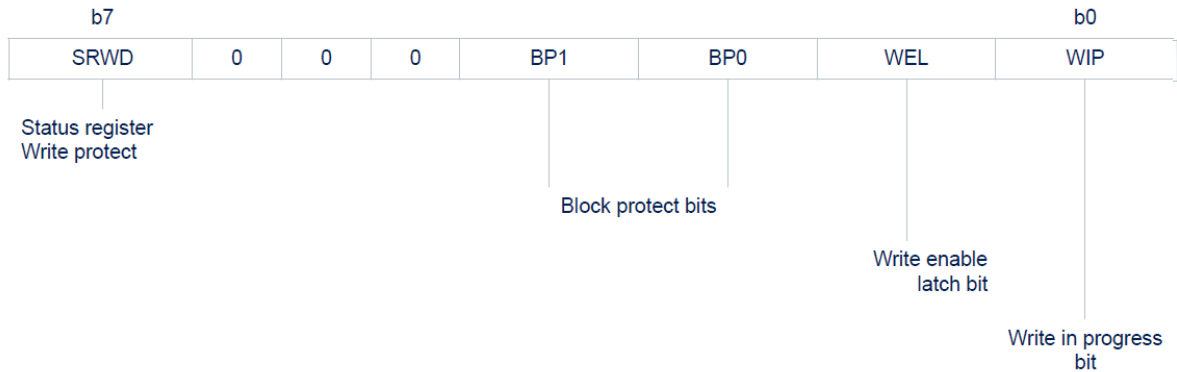 b7 b0
SRWD 0 0 0 BP1 BP0 WEL WIP
Status register
Write protect
Block protect bits
Write enable
latch bit
Write in progress
bit